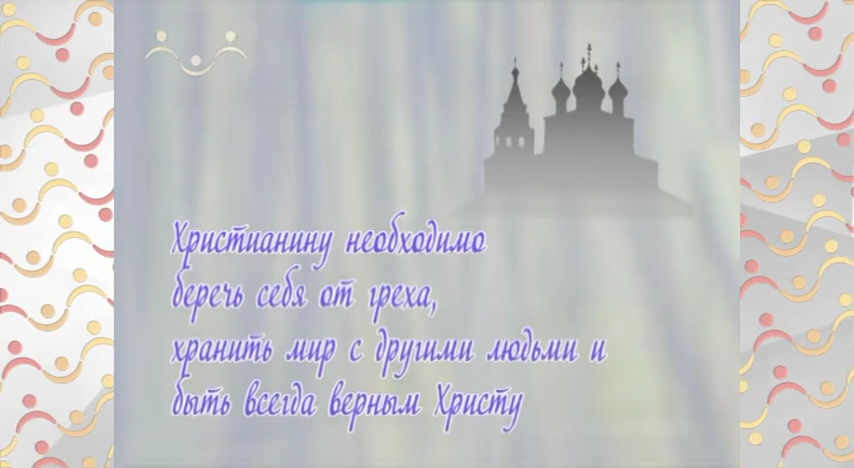 Христианину необходимо
беречь себя от греха,
хранить мир с другими людьми и
быть всегда верным Христу